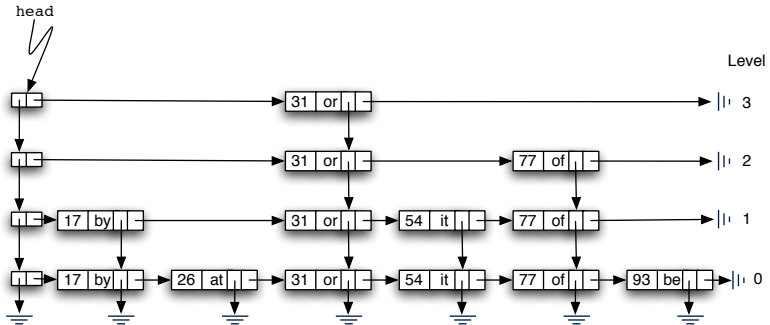 head
Level
31 or 3
31 or 77 of 2
17 by 31 or 54 it 77 of 1
17 by 26 at 31 or 54 it 77 of 93 be 0